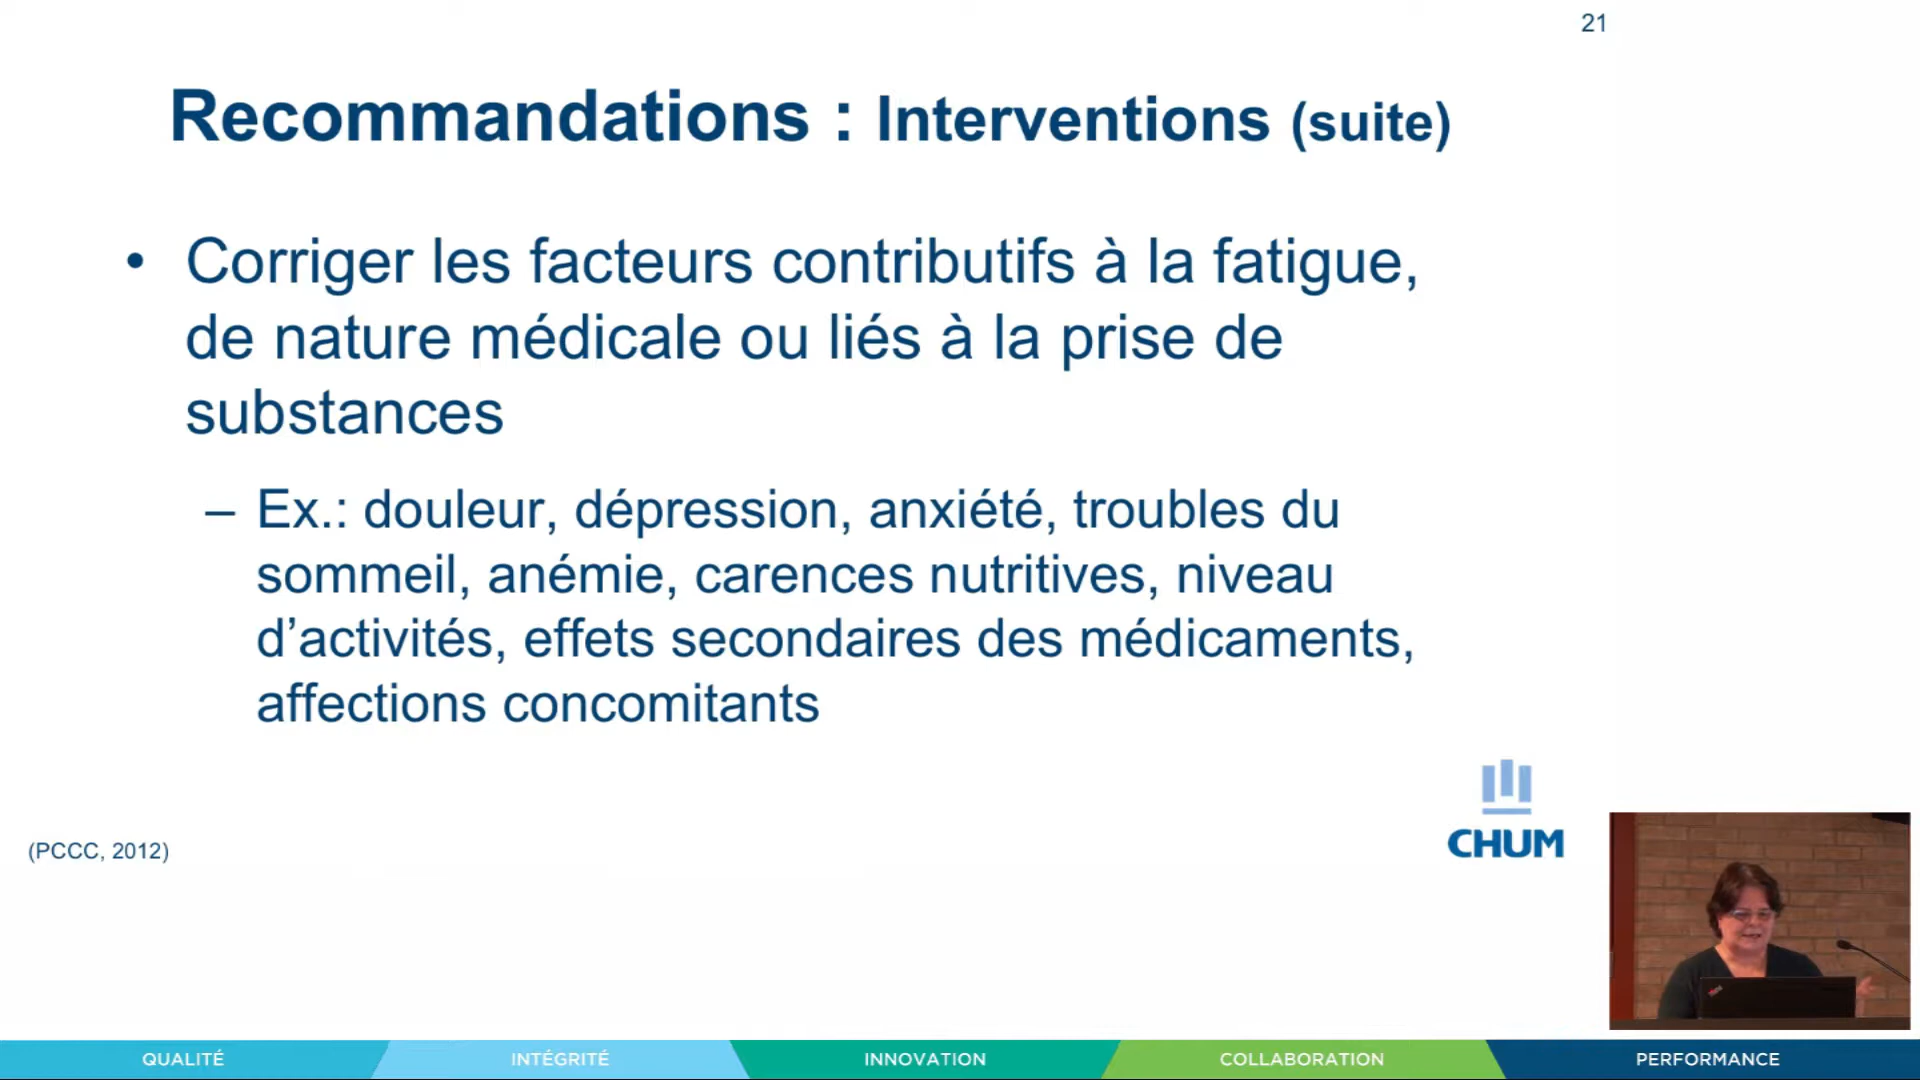 21
Recommandations : Interventions (suite)
• Corriger les facteurs contributifs à la fatigue,
de nature médicale ou liés à la prise de
substances
– Ex.: douleur, dépression, anxiété, troubles du
sommeil, anémie, carences nutritives, niveau
d’activités, effets secondaires des médicaments,
affections concomitants
CHUM
(PCCC, 2012)
QUALITÉ INTÉGRITÉ INNOVATION COLLABORATION PERFORMANCE